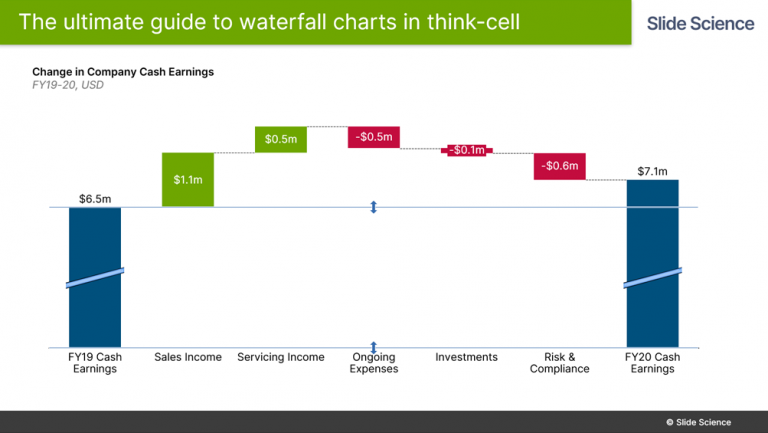 The ultimate guide to waterfall charts in think-cell
Slide Science
Change in Company Cash Earnings
FY19-20, USD
$6.5m
$1.1m
$0.5m
-$0.5m
-$0.1m
-$0.6m
$7.1m
FY19 Cash
Earnings
Sales Income
Servicing Income
Ongoing
Expenses
Investments
Risk &
Compliance
FY20 Cash
Earnings
© Slide Science